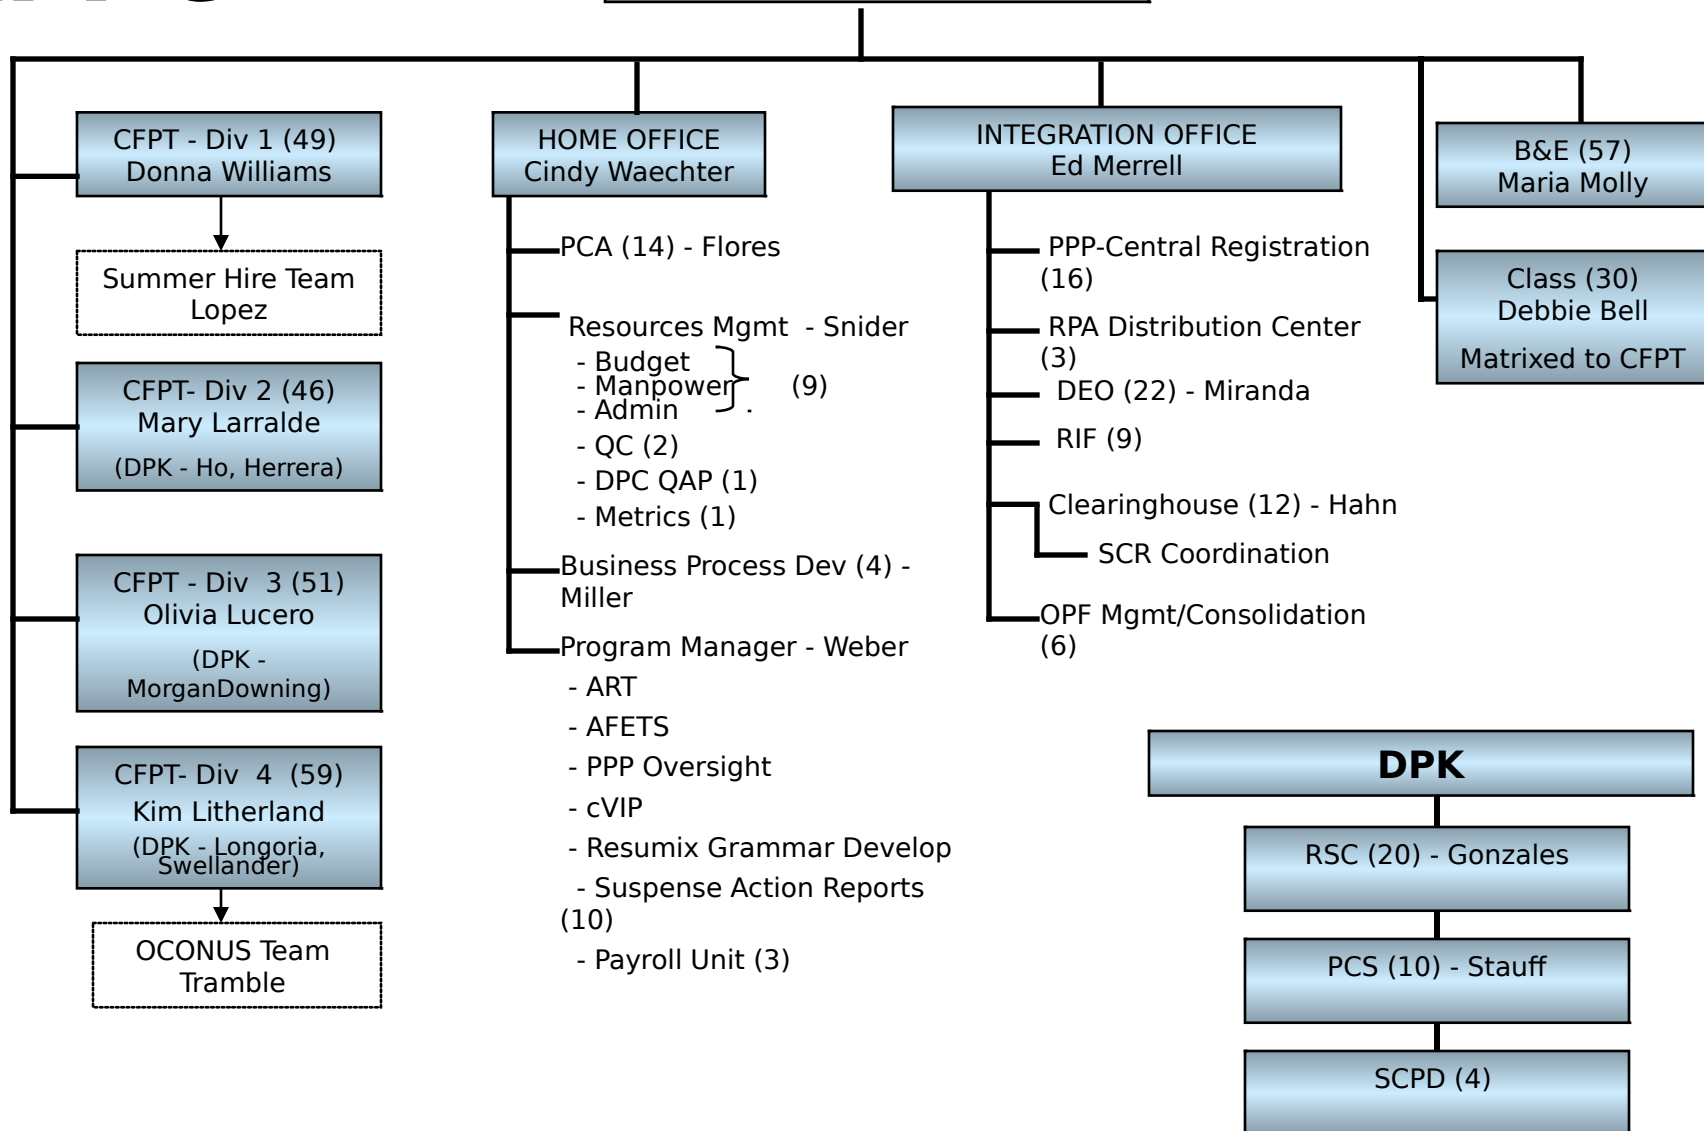 CFPT - Div 1 (49)
Donna Williams
Summer Hire Team
Lopez
CFPT- Div 2 (46)
Mary Larralde
(DPK - Ho, Herrera)
CFPT - Div  3 (51)
Olivia Lucero
(DPK -
MorganDowning)
CFPT- Div  4  (59)
Kim Litherland
(DPK - Longoria,
Swellander)
OCONUS Team
Tramble
HOME OFFICE
Cindy Waechter
PCA (14) - Flores
Resources Mgmt  - Snider
- Budget
- Manpower (9)
- Admin
- QC (2)
- DPC QAP (1)
- Metrics (1)
Business Process Dev (4) -
Miller
Program Manager - Weber
- ART
- AFETS
- PPP Oversight
- cVIP
- Resumix Grammar Develop
- Suspense Action Reports
(10)
- Payroll Unit (3)
INTEGRATION OFFICE
Ed Merrell
PPP-Central Registration
(16)
RPA Distribution Center
(3)
DEO (22) - Miranda
RIF (9)
Clearinghouse (12) - Hahn
SCR Coordination
OPF Mgmt/Consolidation
(6)
B&E (57)
Maria Molly
Class (30)
Debbie Bell
Matrixed to CFPT
DPK
RSC (20) - Gonzales
PCS (10) - Stauff
SCPD (4)